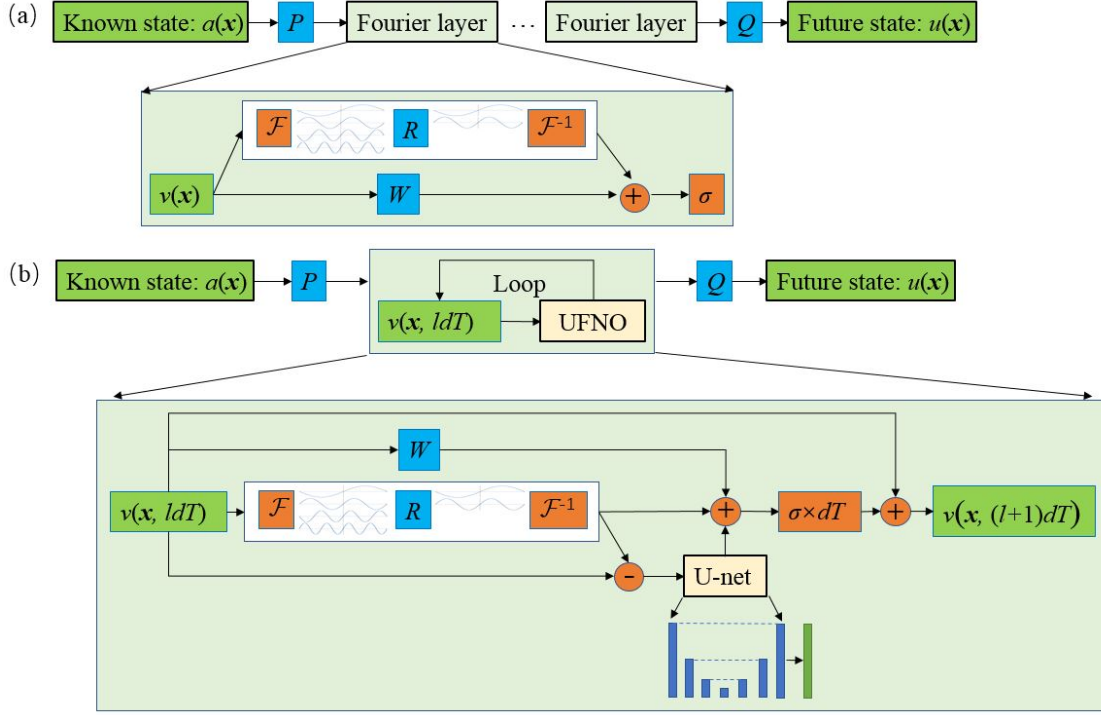 (a) Known state: a(x) P Fourier layer ... Fourier layer Q Future state: u(x)
ℱ R ℱ⁻¹
v(x) W + σ
(b) Known state: a(x) P Loop Q Future state: u(x)
v(x, ldT) UFNO
W
v(x, ldT) ℱ R ℱ⁻¹ + σ×dT + v(x, (l+1)dT)
- U-net